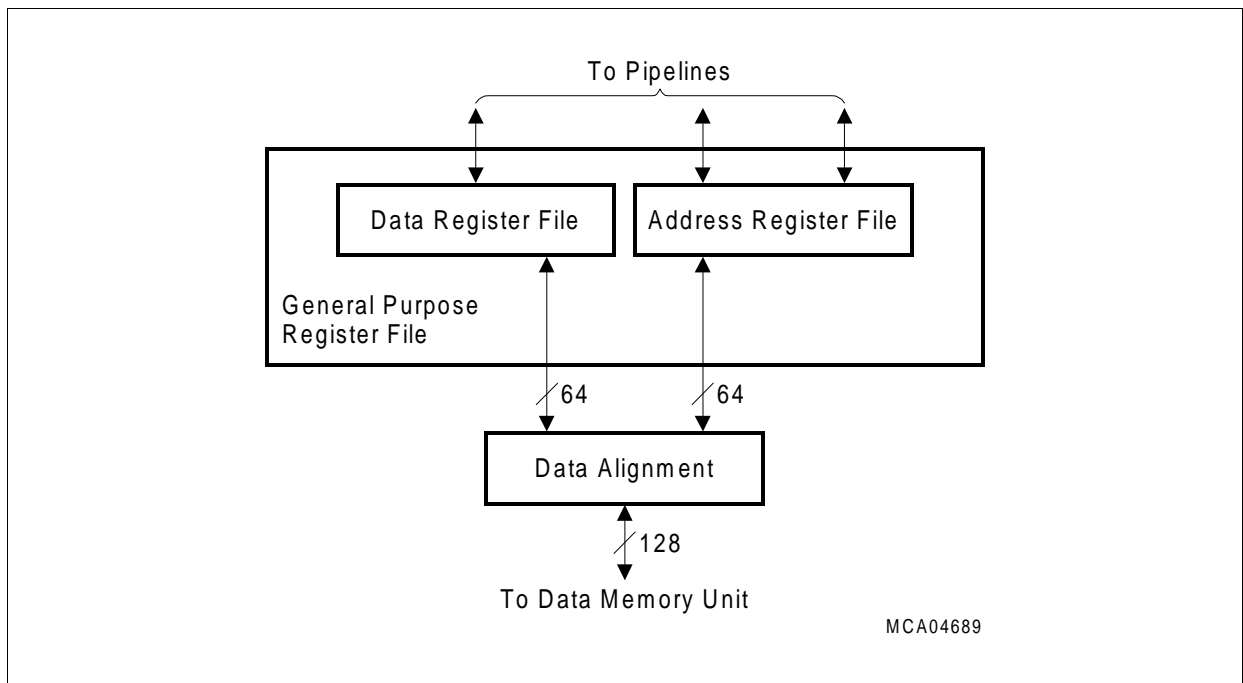 To Pipelines
Data Register File
Address Register File
General Purpose
Register File
64
64
Data Alignment
128
To Data Memory Unit
MCA04689